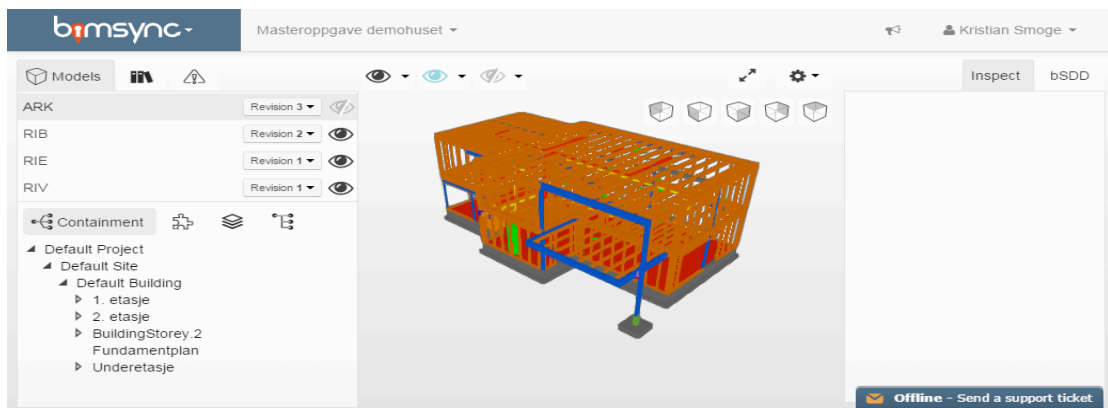 bimsync
Masteroppgave demohuset
Kristian Smoge
Models
Inspect
bSDD
ARK
Revision 3
RIB
Revision 2
RIE
Revision 1
RIV
Revision 1
Containment
Default Project
Default Site
Default Building
1. etasje
2. etasje
BuildingStorey.2
Fundamentplan
Underetasje
Offline – Send a support ticket